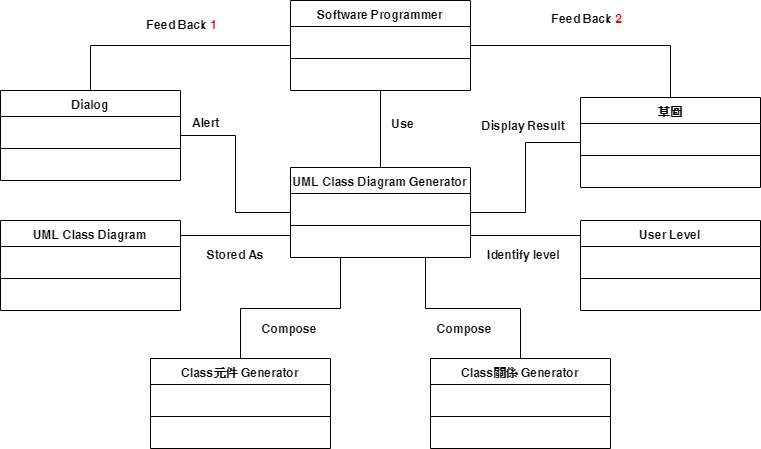 Software Programmer
Feed Back 1
Feed Back 2
Dialog
草圖
Alert
Use
Display Result
UML Class Diagram Generator
UML Class Diagram
User Level
Stored As
Identify level
Compose
Compose
Class元件 Generator
Class關係 Generator